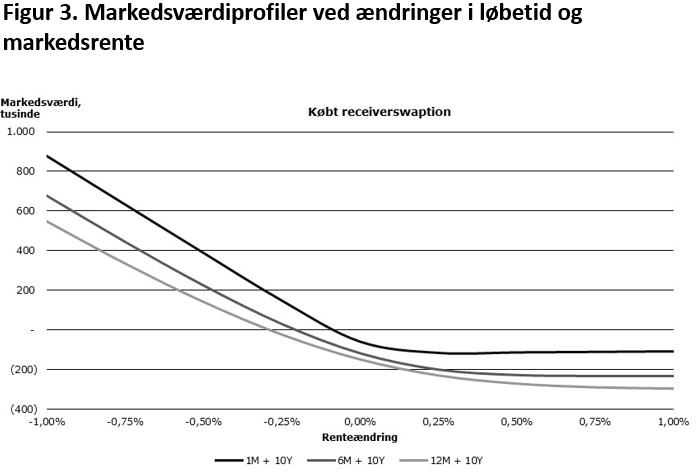 Figur 3. Markedsværdiprofiler ved ændringer i løbetid og
markedsrente
Markedsværdi,
tusinde
Købt receiverswaption
1.000
800
600
400
200
-
(200)
(400)
-1,00% -0,75% -0,50% -0,25% 0,00% 0,25% 0,50% 0,75% 1,00%
Renteændring
1M + 10Y 6M + 10Y 12M + 10Y